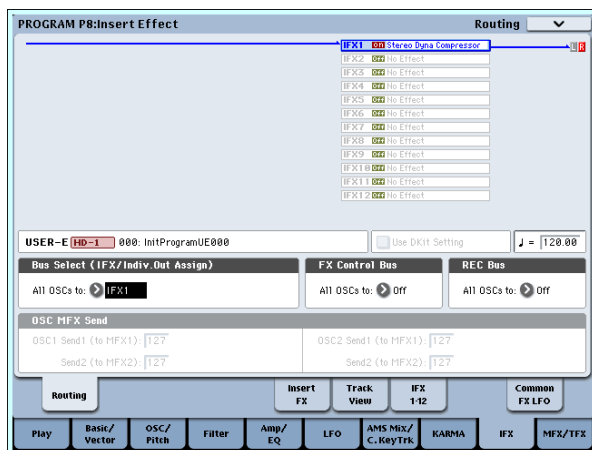 PROGRAM P8:Insert Effect Routing
IFX1 On Stereo Dyna Compressor L R
IFX2 Off No Effect
IFX3 Off No Effect
IFX4 Off No Effect
IFX5 Off No Effect
IFX6 Off No Effect
IFX7 Off No Effect
IFX8 Off No Effect
IFX9 Off No Effect
IFX10 Off No Effect
IFX11 Off No Effect
IFX12 Off No Effect
USER-E HD-1 000: InitProgramUE000 Use DKit Setting ♩ = 120.00
Bus Select (IFX/Indiv.Out Assign) FX Control Bus REC Bus
All OSCs to: IFX1 All OSCs to: Off All OSCs to: Off
OSC MFX Send
OSC1 Send1 (to MFX1): 127 OSC2 Send1 (to MFX1): 127
Send2 (to MFX2): 127 Send2 (to MFX2): 127
Routing Insert FX Track View IFX 1-12 Common FX LFO
Play Basic/Vector OSC/Pitch Filter Amp/EQ LFO AMS Mix/C.KeyTrk KARMA IFX MFX/TFX